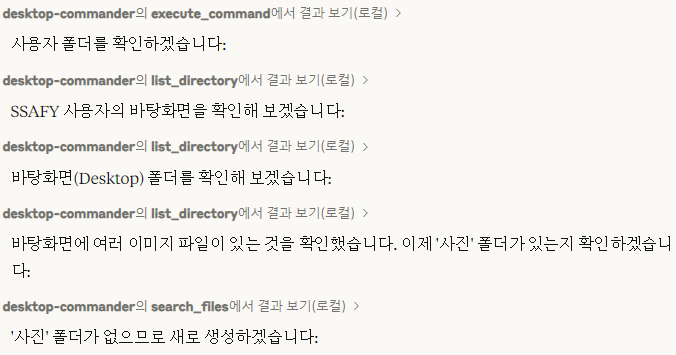 desktop-commander의 execute_command에서 결과 보기(로컬) >
사용자 폴더를 확인하겠습니다:
desktop-commander의 list_directory에서 결과 보기(로컬) >
SSAFY 사용자의 바탕화면을 확인해 보겠습니다:
desktop-commander의 list_directory에서 결과 보기(로컬) >
바탕화면(Desktop) 폴더를 확인해 보겠습니다:
desktop-commander의 list_directory에서 결과 보기(로컬) >
바탕화면에 여러 이미지 파일이 있는 것을 확인했습니다. 이제 '사진' 폴더가 있는지 확인하겠습니
다:
desktop-commander의 search_files에서 결과 보기(로컬) >
'사진' 폴더가 없으므로 새로 생성하겠습니다: